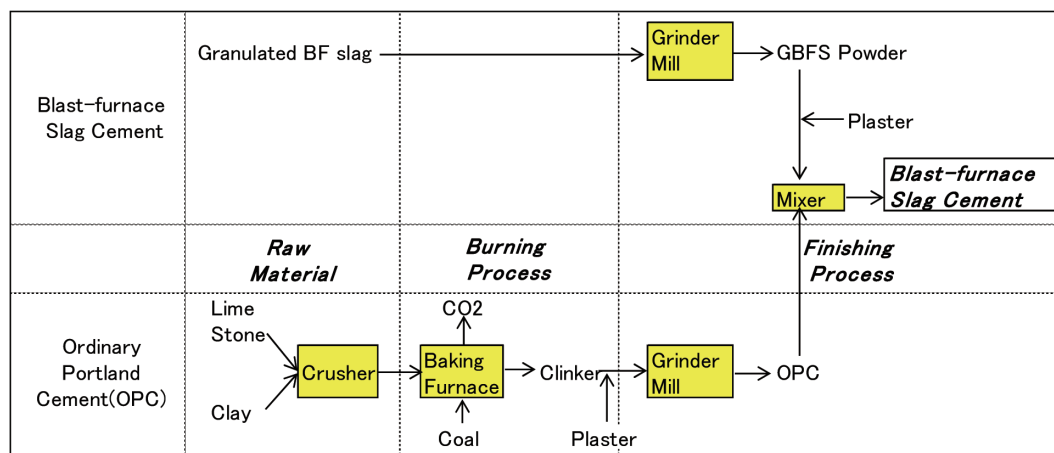 Blast-furnace
Slag Cement
Granulated BF slag
Grinder
Mill
GBFS Powder
Plaster
Mixer
Blast-furnace
Slag Cement
Raw
Material
Burning
Process
Finishing
Process
Ordinary
Portland
Cement(OPC)
Lime
Stone
Clay
Crusher
CO2
Baking
Furnace
Coal
Clinker
Plaster
Grinder
Mill
OPC